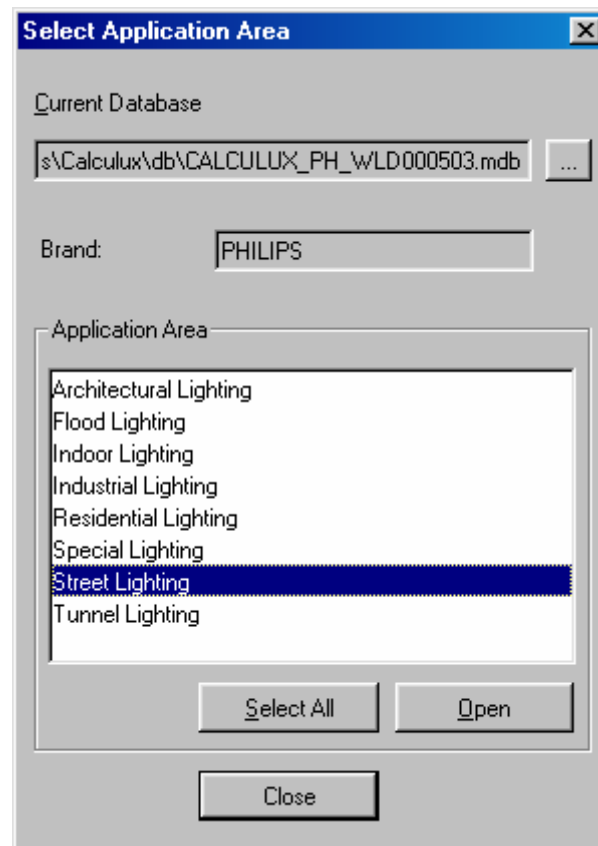 Select Application Area
Current Database
s\Calculux\db\CALCULUX_PH_WLD000503.mdb ...
Brand: PHILIPS
Application Area
Architectural Lighting
Flood Lighting
Indoor Lighting
Industrial Lighting
Residential Lighting
Special Lighting
Street Lighting
Tunnel Lighting
Select All Open
Close